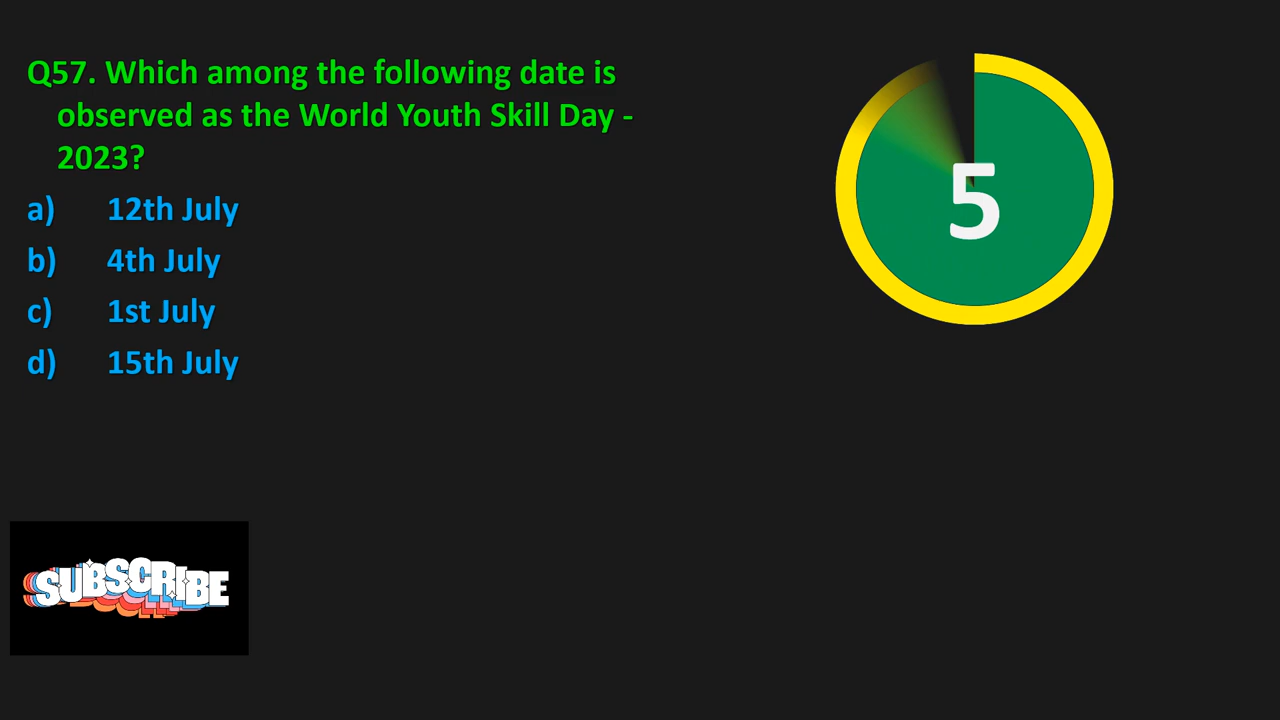 Q57. Which among the following date is
observed as the World Youth Skill Day -
2023?
a) 12th July
b) 4th July
c) 1st July
d) 15th July
5
SUBSCRIBE